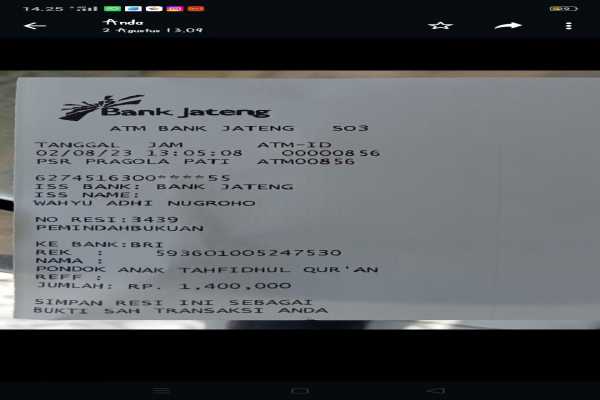 14.25
Anda
2 Agustus 13.09
Bank Jateng
ATM BANK JATENG 503
TANGGAL JAM ATM-ID
02/08/23 13:05:08 00000856
PSR PRAGOLA PATI ATM00856
6274516300****55
ISS BANK: BANK JATENG
ISS NAME:
WAHYU ADHI NUGROHO
NO RESI:3439
PEMINDAHBUKUAN
KE BANK:BRI
REK : 593601005247530
NAMA :
PONDOK ANAK TAHFIDHUL QUR'AN
REFF :
JUMLAH: RP. 1.400,000
SIMPAN RESI INI SEBAGAI
BUKTI SAH TRANSAKSI ANDA